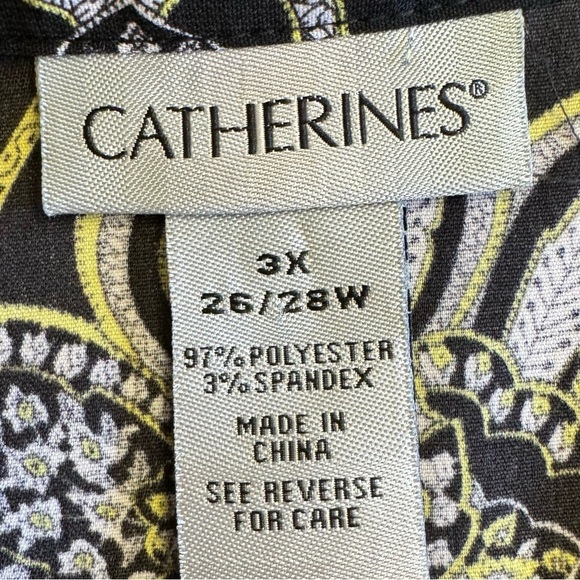 CATHERINES®
3X
26/28W
97% POLYESTER
3% SPANDEX
MADE IN
CHINA
SEE REVERSE
FOR CARE